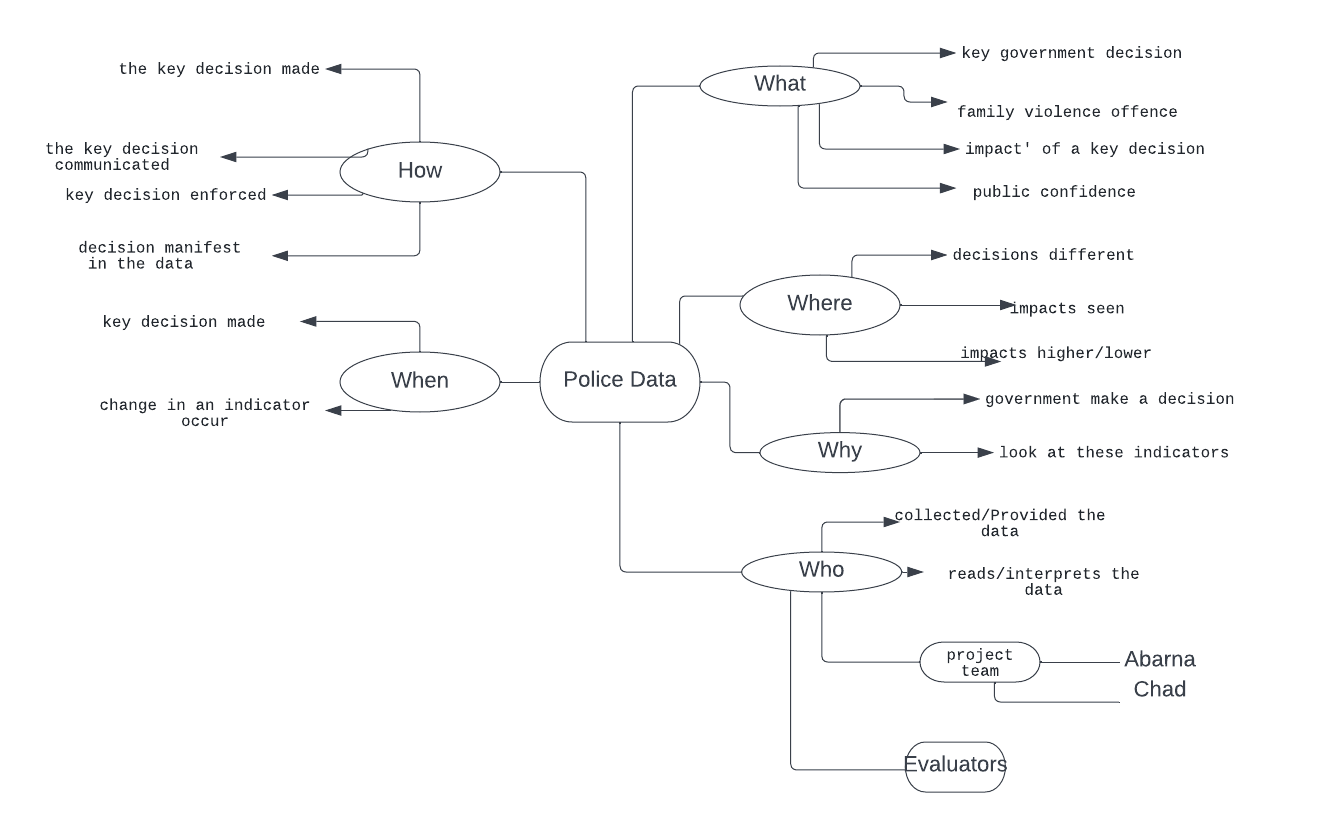 the key decision made
the key decision
communicated
How
key decision enforced
decision manifest
in the data
key decision made
When
change in an indicator
occur
Police Data
What
key government decision
family violence offence
impact' of a key decision
public confidence
Where
decisions different
impacts seen
impacts higher/lower
Why
government make a decision
look at these indicators
Who
collected/Provided the
data
reads/interprets the
data
project
team
Abarna
Chad
Evaluators